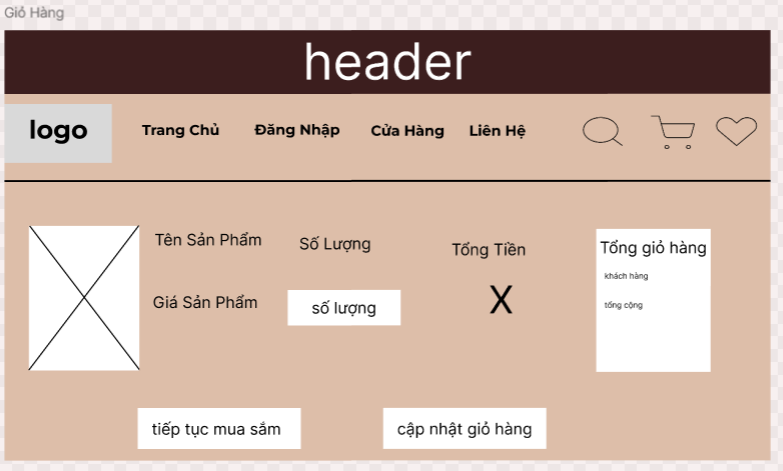 Giỏ Hàng
header
logo
Trang Chủ
Đăng Nhập
Cửa Hàng
Liên Hệ
Tên Sản Phẩm
Số Lượng
Tổng Tiền
Tổng giỏ hàng
khách hàng
Giá Sản Phẩm
số lượng
X
tổng cộng
tiếp tục mua sắm
cập nhật giỏ hàng